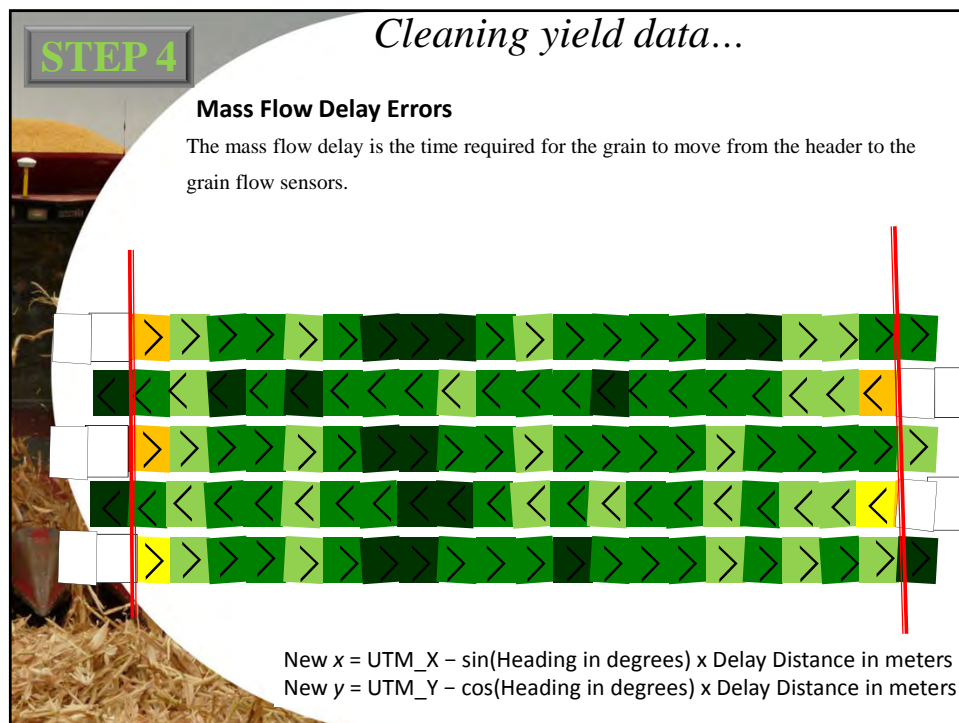 STEP 4
Cleaning yield data…
Mass Flow Delay Errors
The mass flow delay is the time required for the grain to move from the header to the
grain flow sensors.
New x = UTM_X − sin(Heading in degrees) x Delay Distance in meters
New y = UTM_Y − cos(Heading in degrees) x Delay Distance in meters